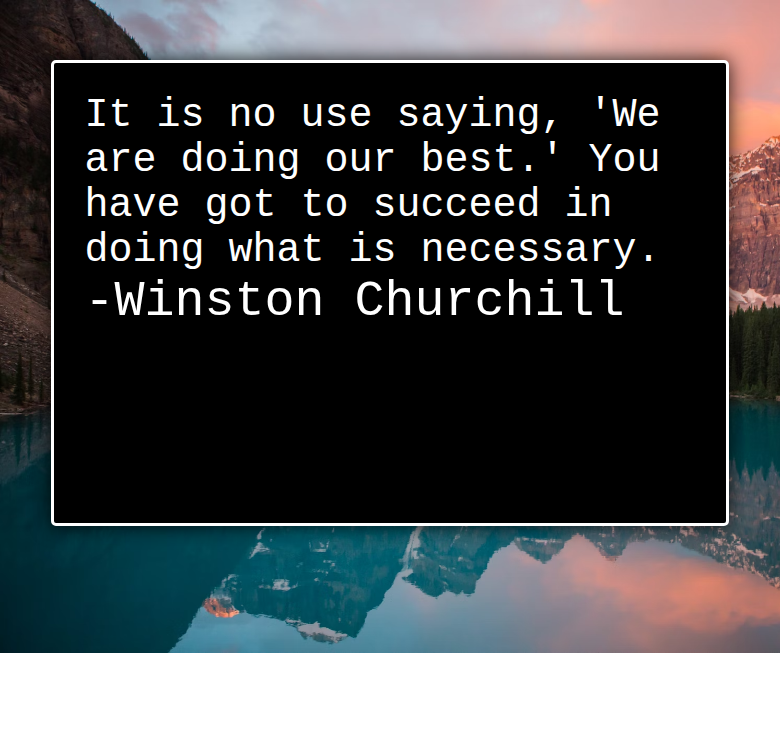 It is no use saying, 'We
are doing our best.' You
have got to succeed in
doing what is necessary.
-Winston Churchill